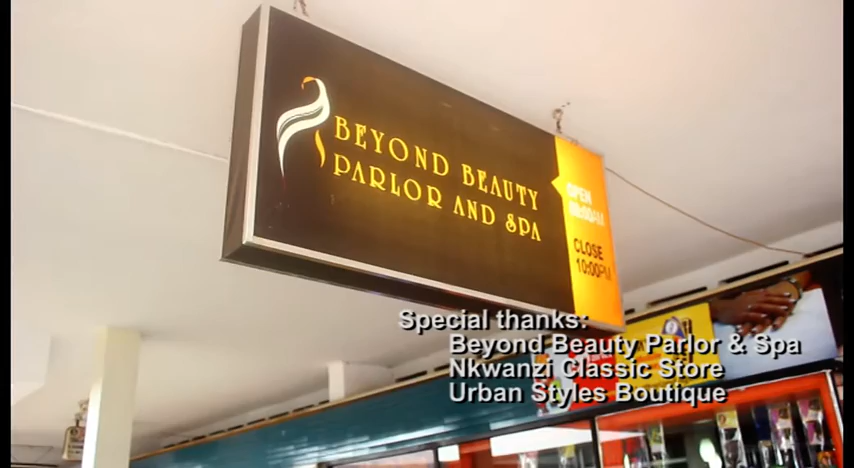 BEYOND BEAUTY
PARLOR AND SPA
OPEN
CLOSE
10:00PM
Special thanks:
Beyond Beauty Parlor & Spa
Nkwanzi Classic Store
Urban Styles Boutique